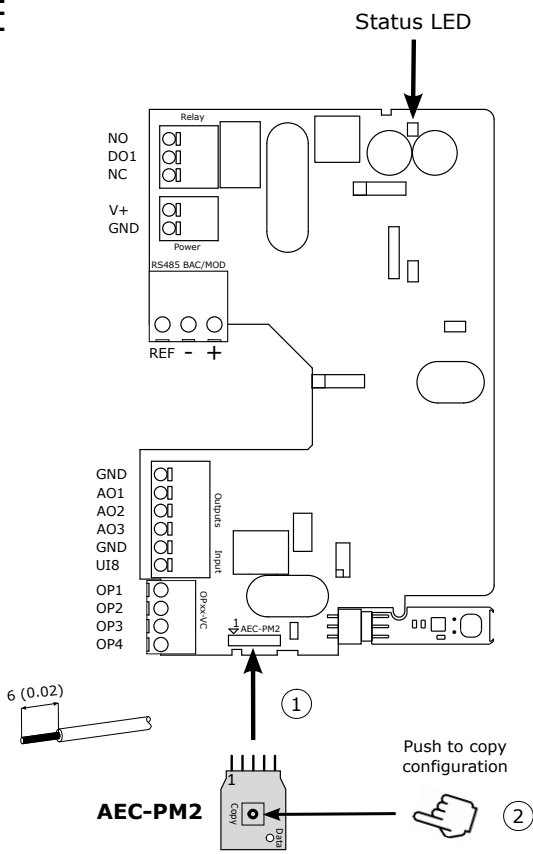 Status LED
Relay
NO
DO1
NC
V+
GND
Power
RS485 BAC/MOD
REF - +
GND
AO1
AO2
AO3
GND
UI8
Outputs
Input
OP1
OP2
OP3
OP4
OPxx-VC
1
AEC-PM2
6 (0.02)
1
Push to copy
configuration
1
AEC-PM2
Copy
Data
2